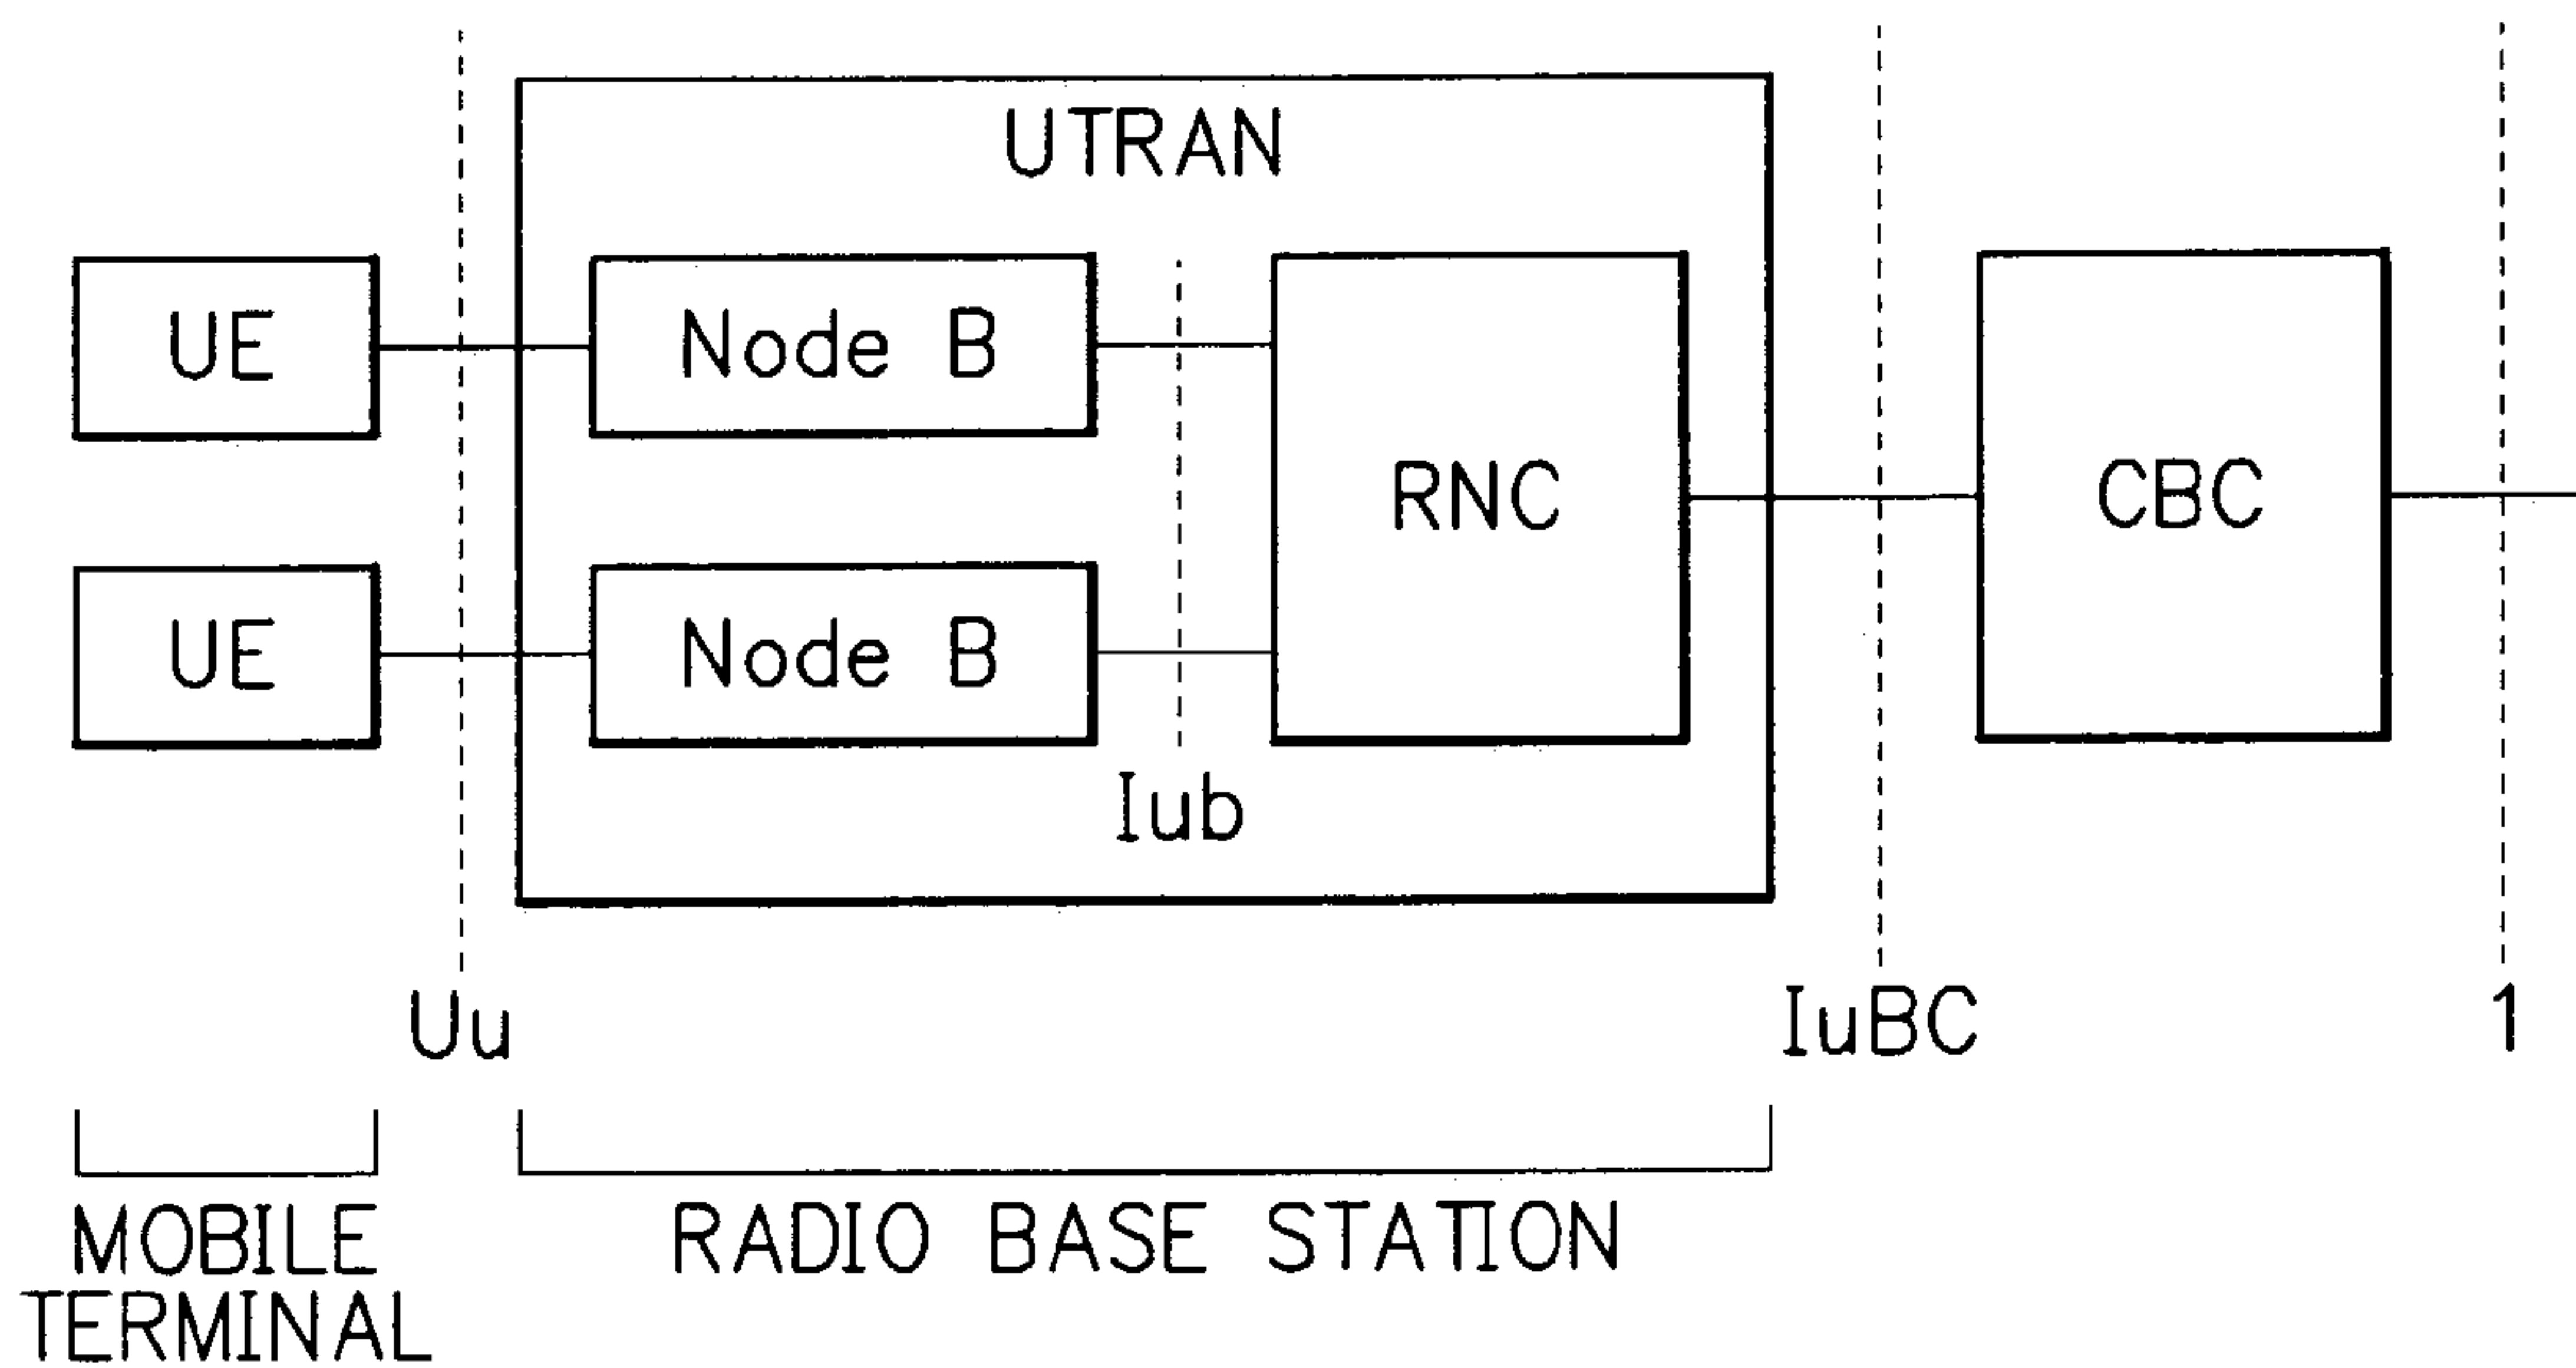 UTRAN
UE
Node B
RNC
CBC
UE
Node B
Iub
Uu
IuBC
1
MOBILE
TERMINAL
RADIO BASE STATION